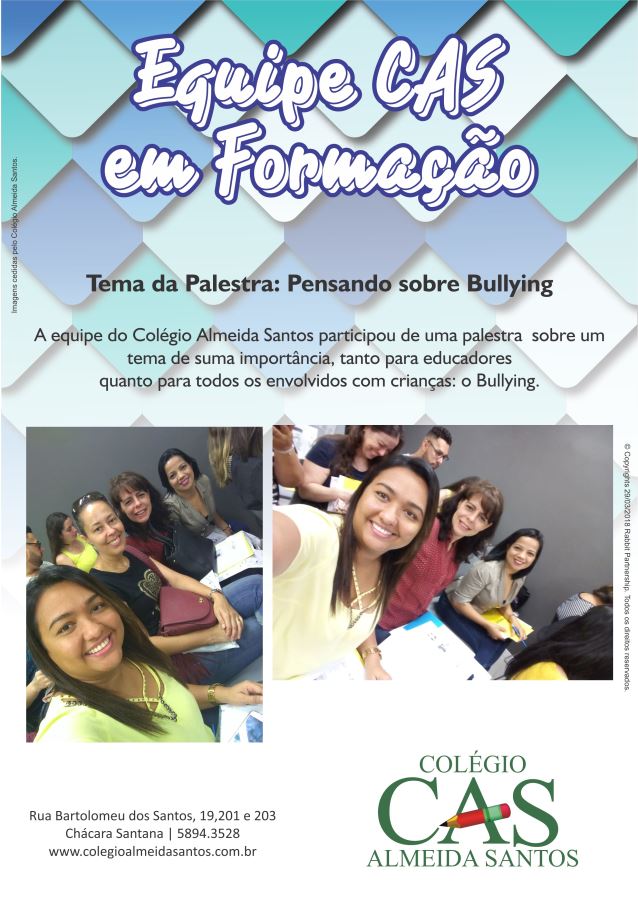 Equipe CAS
em Formação
Imagens cedidas pelo Colégio Almeida Santos.
Tema da Palestra: Pensando sobre Bullying
A equipe do Colégio Almeida Santos participou de uma palestra sobre um
tema de suma importância, tanto para educadores
quanto para todos os envolvidos com crianças: o Bullying.
© Copyrights 29/03/2018 Rabbit Partnership. Todos os direitos reservados.
Rua Bartolomeu dos Santos, 19,201 e 203
Chácara Santana | 5894.3528
www.colegioalmeidasantos.com.br
COLÉGIO
CAS
ALMEIDA SANTOS